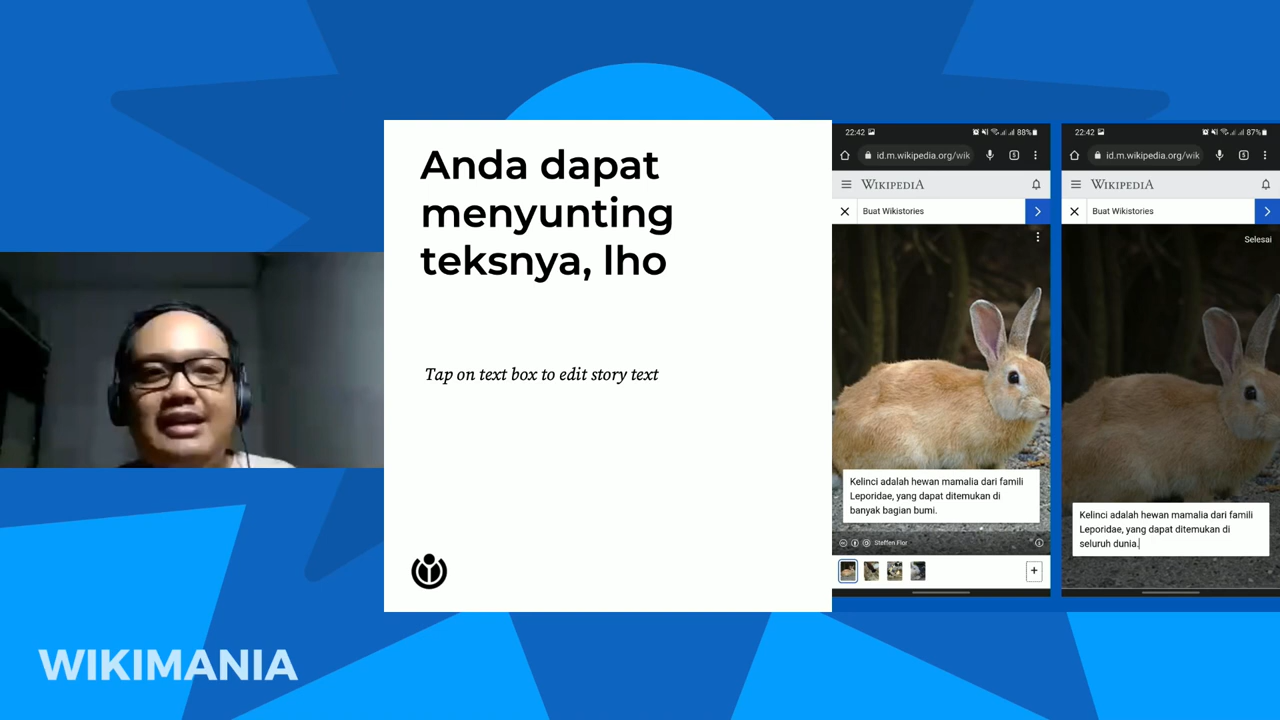 Anda dapat
menyunting
teksnya, lho
Tap on text box to edit story text
22:42
88%
id.m.wikipedia.org/wik
5
WIKIPEDIA
Buat Wikistories
Kelinci adalah hewan mamalia dari famili
Leporidae, yang dapat ditemukan di
banyak bagian bumi.
Steffen Flor
+
22:42
87%
id.m.wikipedia.org/wik
5
WIKIPEDIA
Buat Wikistories
Selesai
Kelinci adalah hewan mamalia dari famili
Leporidae, yang dapat ditemukan di
seluruh dunia.
WIKIMANIA